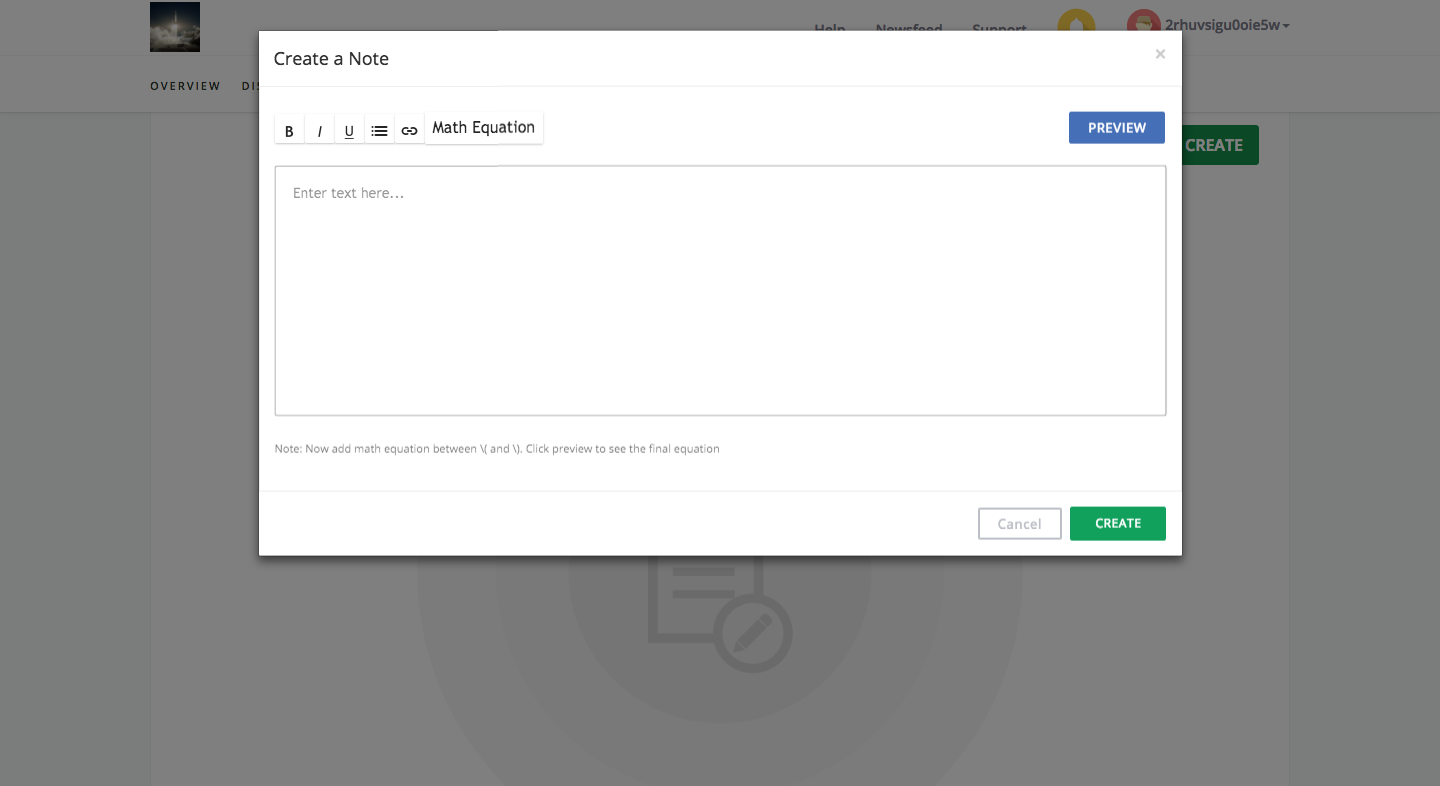 Help Newsfeed Support 2rhuvsigu0oie5w
Create a Note ×
OVERVIEW
B I U Math Equation PREVIEW
CREATE
Enter text here...
Note: Now add math equation between \( and \). Click preview to see the final equation
Cancel CREATE